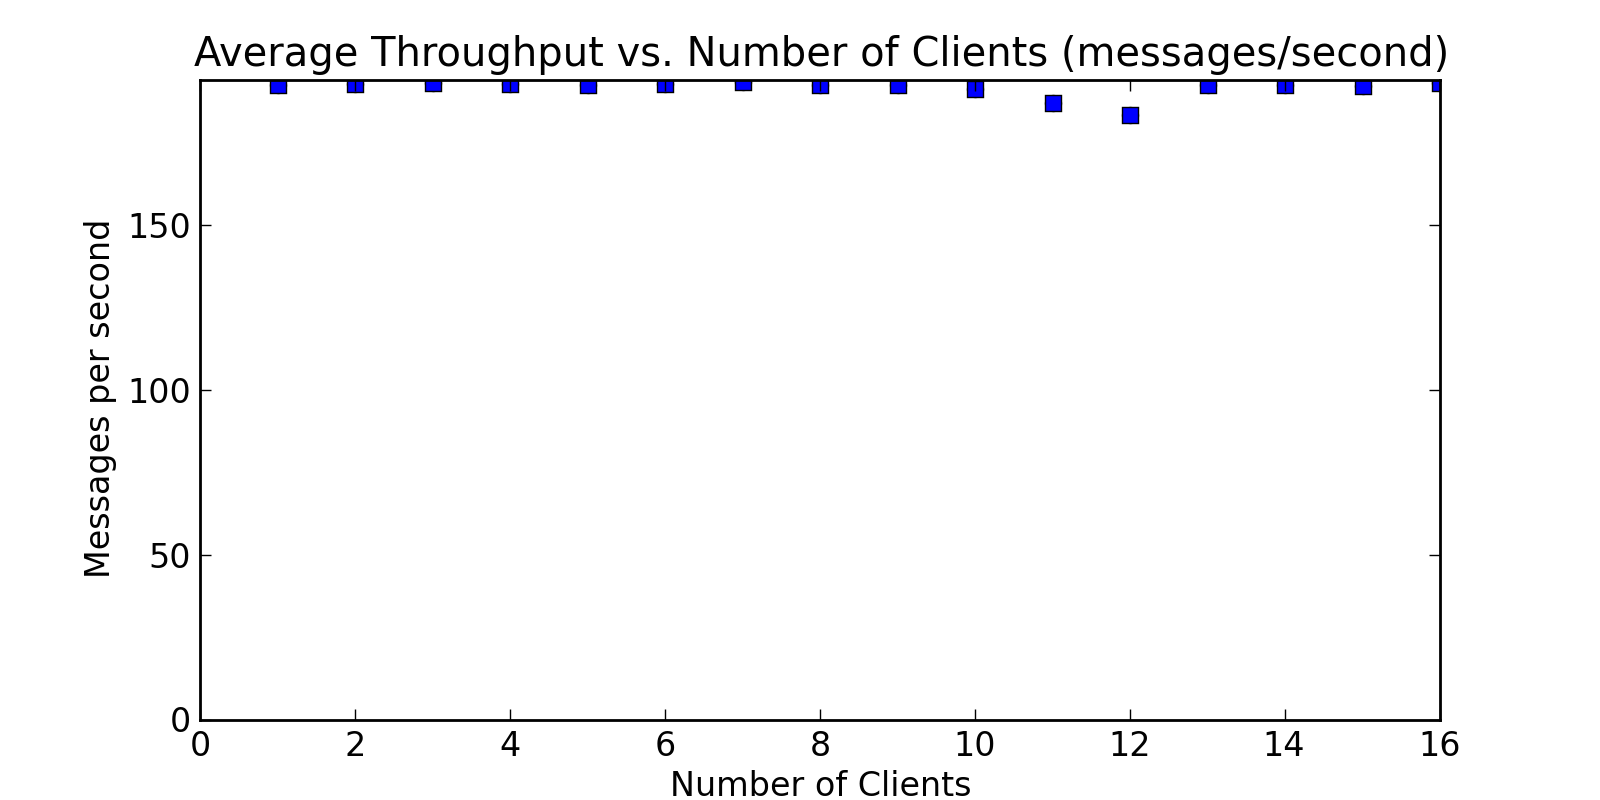 Average Throughput vs. Number of Clients (messages/second)
Messages per second
150
100
50
0
0 2 4 6 8 10 12 14 16
Number of Clients